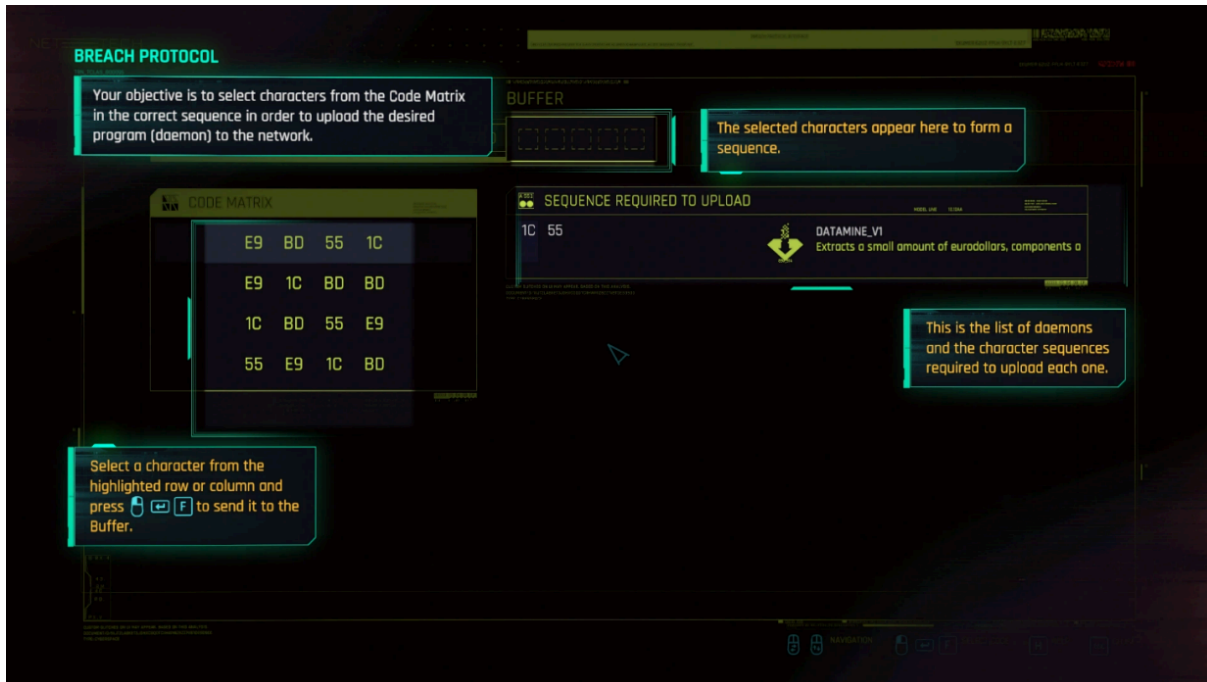 BREACH PROTOCOL
Your objective is to select characters from the Code Matrix
in the correct sequence in order to upload the desired
program (daemon) to the network.
BUFFER
The selected characters appear here to form a
sequence.
CODE MATRIX
E9 BD 55 1C
E9 1C BD BD
1C BD 55 E9
55 E9 1C BD
SEQUENCE REQUIRED TO UPLOAD
1C 55
DATAMINE_V1
Extracts a small amount of eurodollars, components a
This is the list of daemons
and the character sequences
required to upload each one.
Select a character from the
highlighted row or column and
press F to send it to the
Buffer.
NAVIGATION
F